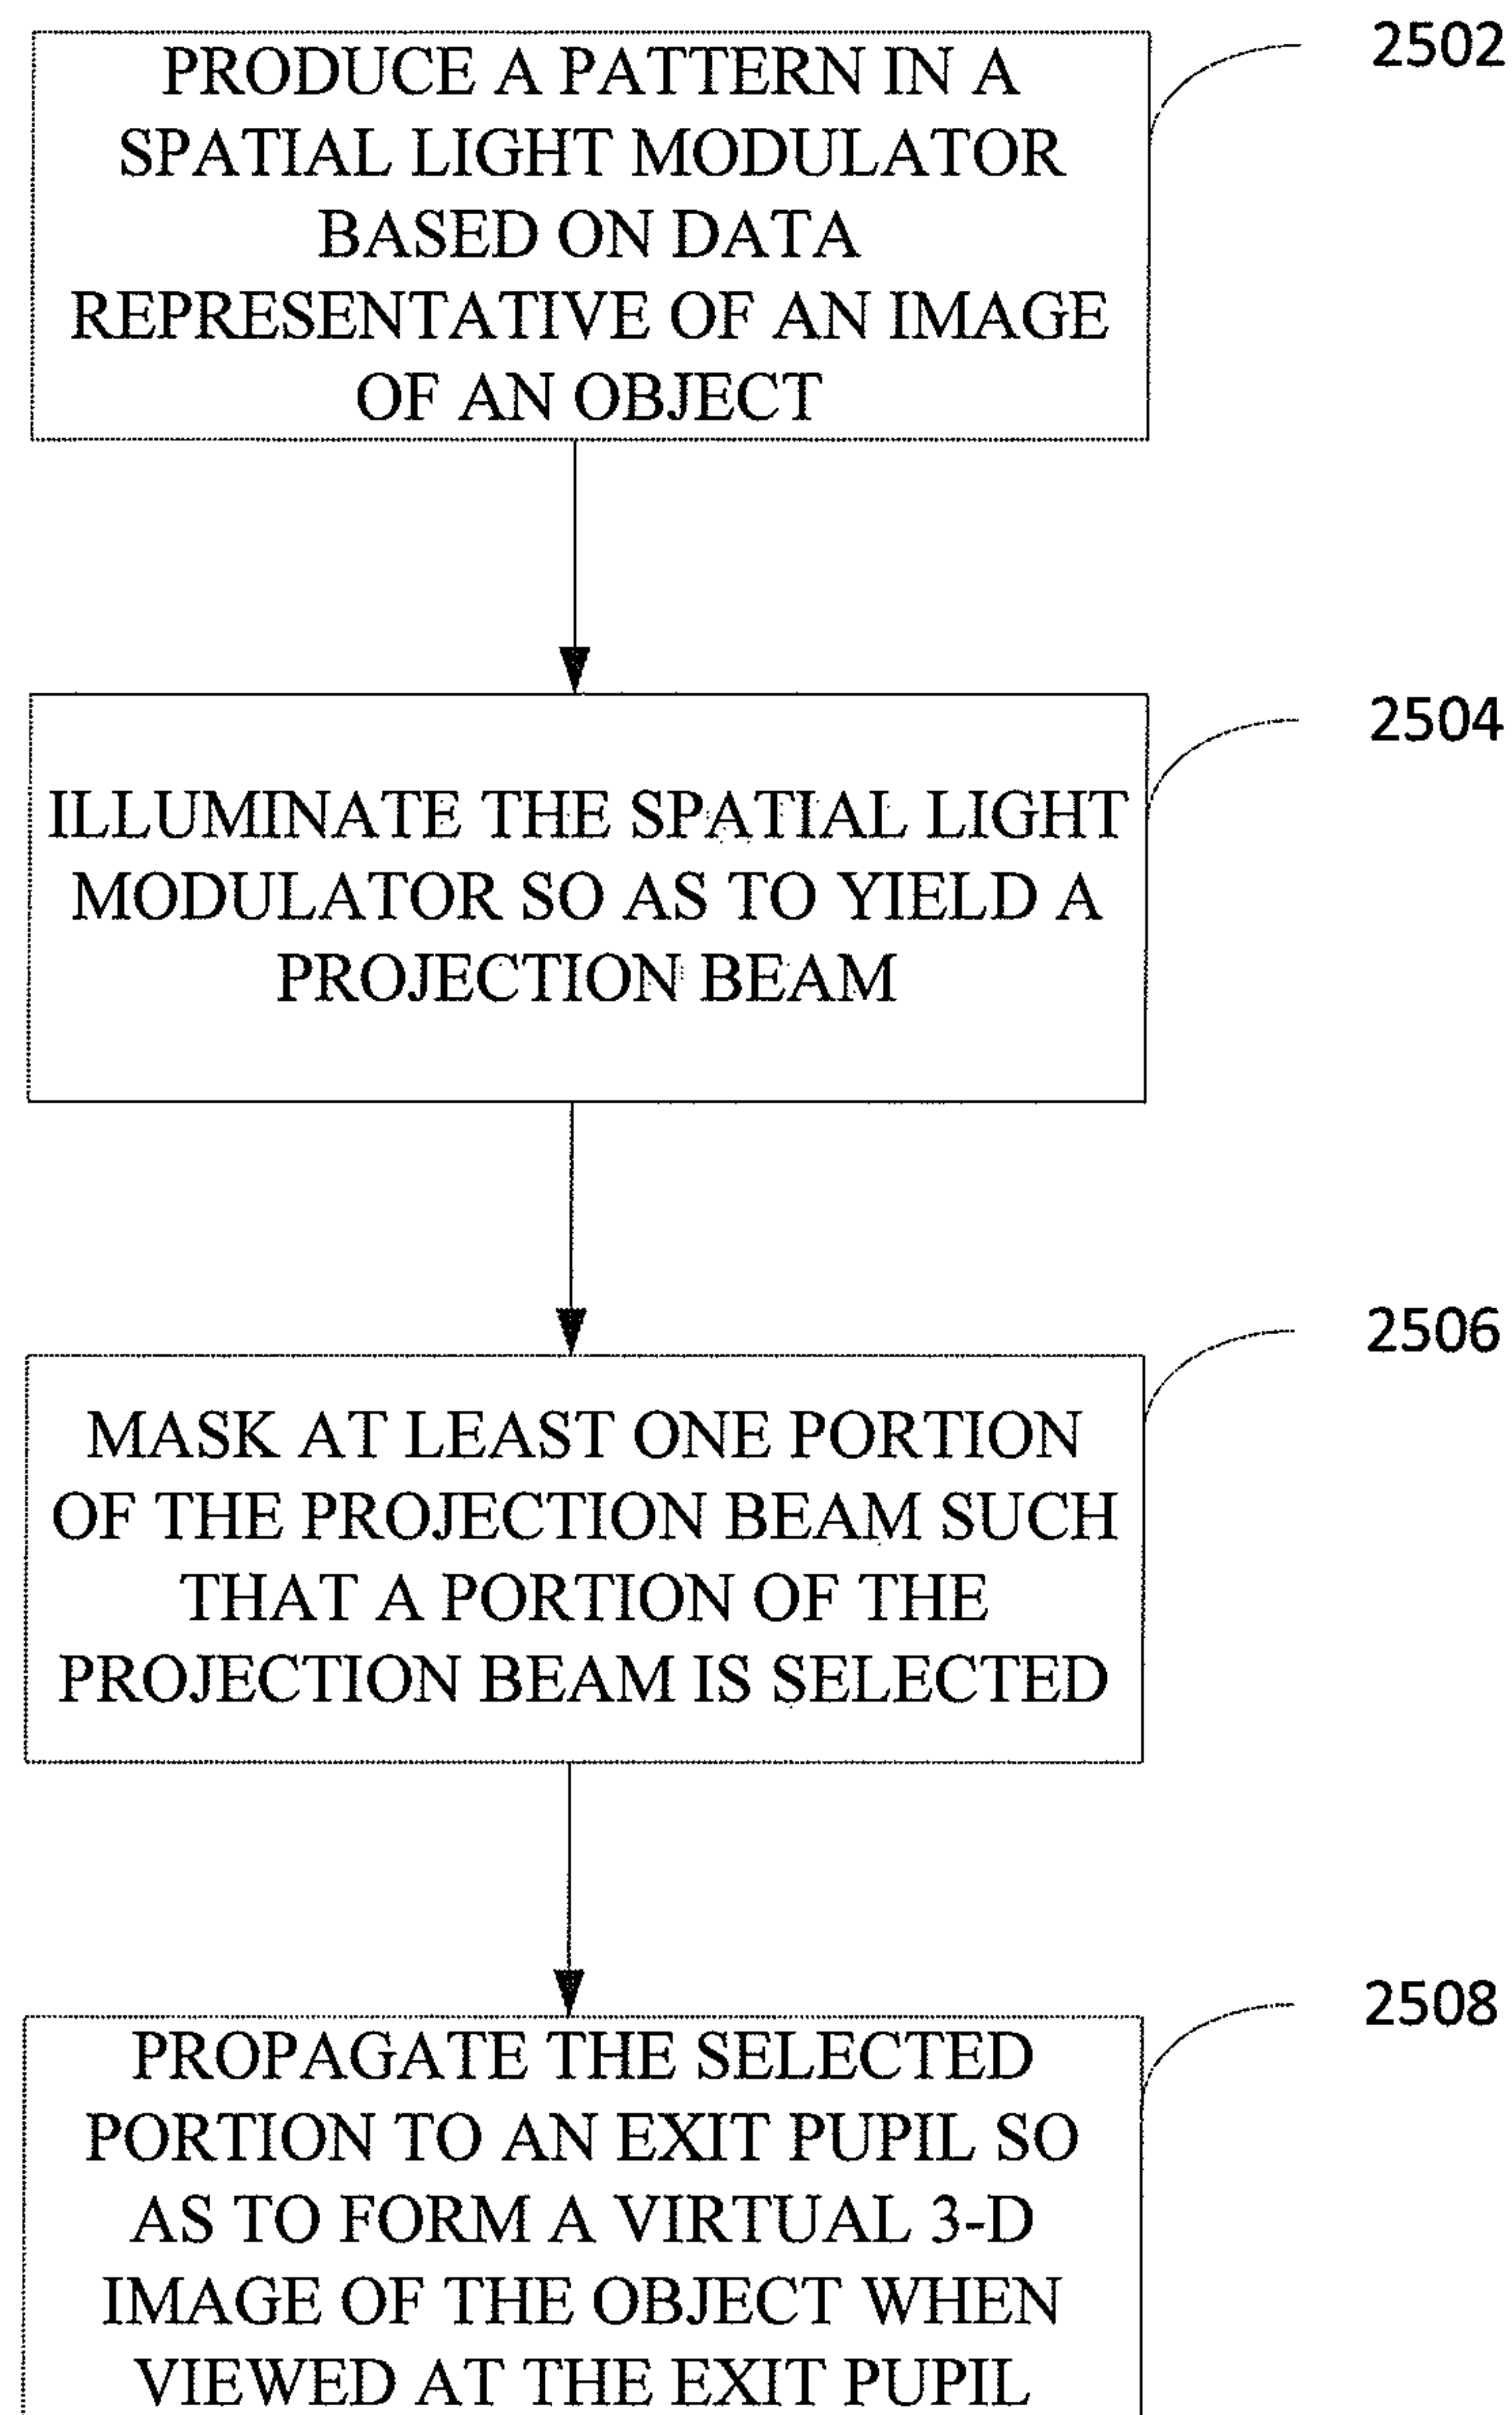 PRODUCE A PATTERN IN A
SPATIAL LIGHT MODULATOR
BASED ON DATA
REPRESENTATIVE OF AN IMAGE
OF AN OBJECT
2502
ILLUMINATE THE SPATIAL LIGHT
MODULATOR SO AS TO YIELD A
PROJECTION BEAM
2504
MASK AT LEAST ONE PORTION
OF THE PROJECTION BEAM SUCH
THAT A PORTION OF THE
PROJECTION BEAM IS SELECTED
2506
PROPAGATE THE SELECTED
PORTION TO AN EXIT PUPIL SO
AS TO FORM A VIRTUAL 3-D
IMAGE OF THE OBJECT WHEN
VIEWED AT THE EXIT PUPIL
2508